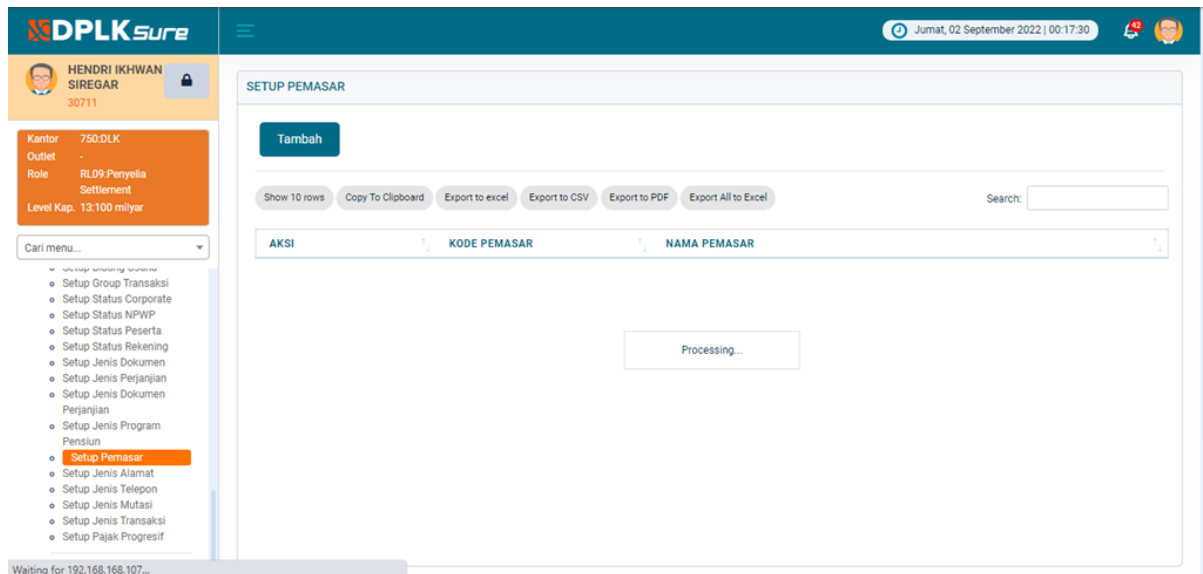 DPLKSure
Jumat, 02 September 2022 | 00:17:30
42
HENDRI IKHWAN
SIREGAR
30711
Kantor 750:DLK
Outlet -
Role RL09:Penyelia
Settlement
Level Kap. 13:100 milyar
Cari menu...
Setup Bidang Usaha
Setup Group Transaksi
Setup Status Corporate
Setup Status NPWP
Setup Status Peserta
Setup Status Rekening
Setup Jenis Dokumen
Setup Jenis Perjanjian
Setup Jenis Dokumen
Perjanjian
Setup Jenis Program
Pensiun
Setup Pemasar
Setup Jenis Alamat
Setup Jenis Telepon
Setup Jenis Mutasi
Setup Jenis Transaksi
Setup Pajak Progresif
SETUP PEMASAR
Tambah
Show 10 rows Copy To Clipboard Export to excel Export to CSV Export to PDF Export All to Excel Search:
AKSI KODE PEMASAR NAMA PEMASAR
Processing...
Waiting for 192.168.168.107...